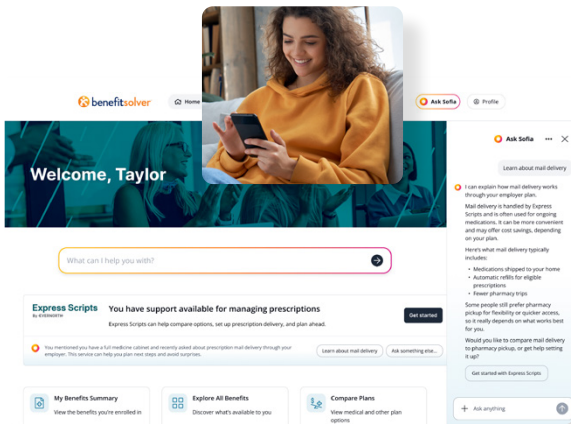 benefitsolver
Home
Ask Sofia
Profile
Welcome, Taylor
What can I help you with?
Express Scripts
By EVERNORTH
You have support available for managing prescriptions
Express Scripts can help compare options, set up prescription delivery, and plan ahead.
Get started
You mentioned you have a full medicine cabinet and recently asked about prescription mail delivery through your
employer. This service can help you plan next steps and avoid surprises.
Learn about mail delivery
Ask something else...
My Benefits Summary
View the benefits you're enrolled in
Explore All Benefits
Discover what's available to you
Compare Plans
View medical and other plan
options
Ask Sofia
Learn about mail delivery
I can explain how mail delivery works
through your employer plan.
Mail delivery is handled by Express
Scripts and is often used for ongoing
medications. It can be more convenient
and may offer cost savings, depending
on your plan.
Here's what mail delivery typically
includes:
• Medications shipped to your home
• Automatic refills for eligible
prescriptions
• Fewer pharmacy trips
Some people still prefer pharmacy
pickup for flexibility or quicker access,
so it really depends on what works best
for you.
Would you like to compare mail delivery
to pharmacy pickup, or get help setting
it up?
Get started with Express Scripts
Ask anything